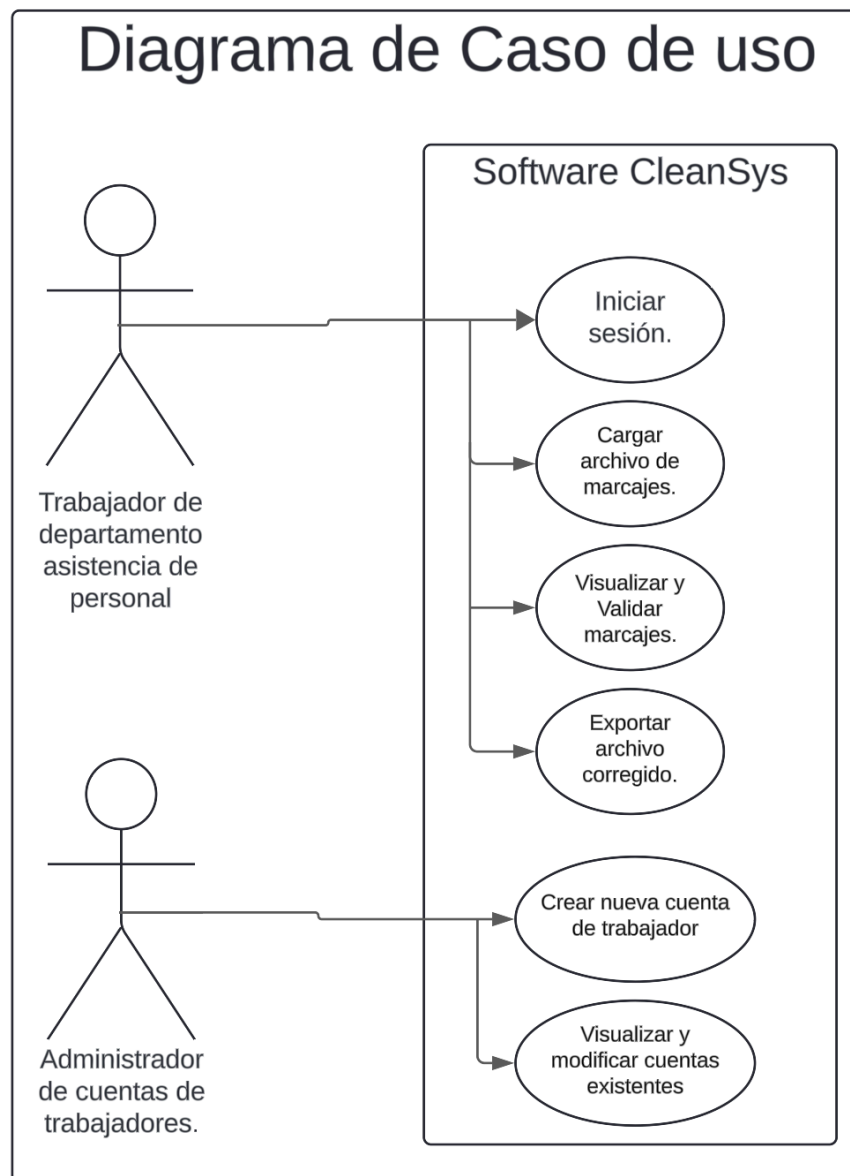 Diagrama de Caso de uso
Software CleanSys
Iniciar
sesión.
Cargar
archivo de
marcajes.
Visualizar y
Validar
marcajes.
Exportar
archivo
corregido.
Trabajador de
departamento
asistencia de
personal
Crear nueva cuenta
de trabajador
Visualizar y
modificar cuentas
existentes
Administrador
de cuentas de
trabajadores.